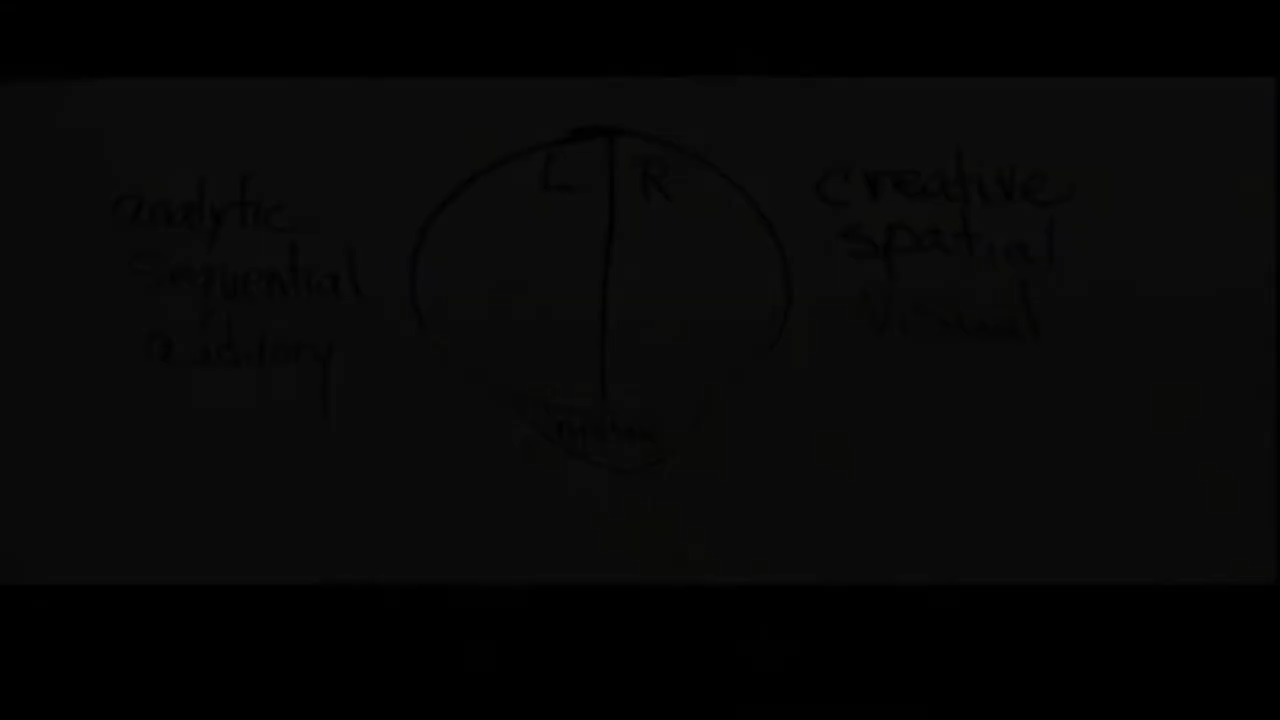 analytic
sequential
auditory
L R
creative
spatial
visual